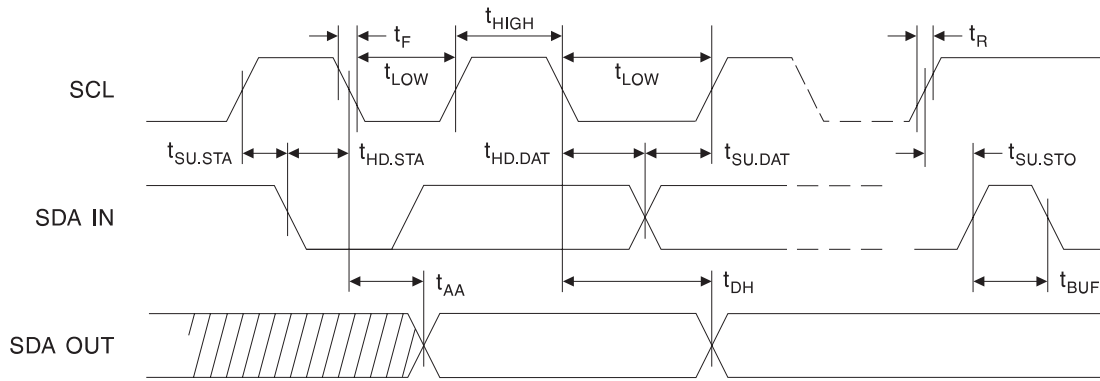 tHIGH
tF
tR
tLOW
tLOW
SCL
tSU.STA
tHD.STA
tHD.DAT
tSU.DAT
tSU.STO
SDA IN
tAA
tDH
tBUF
SDA OUT